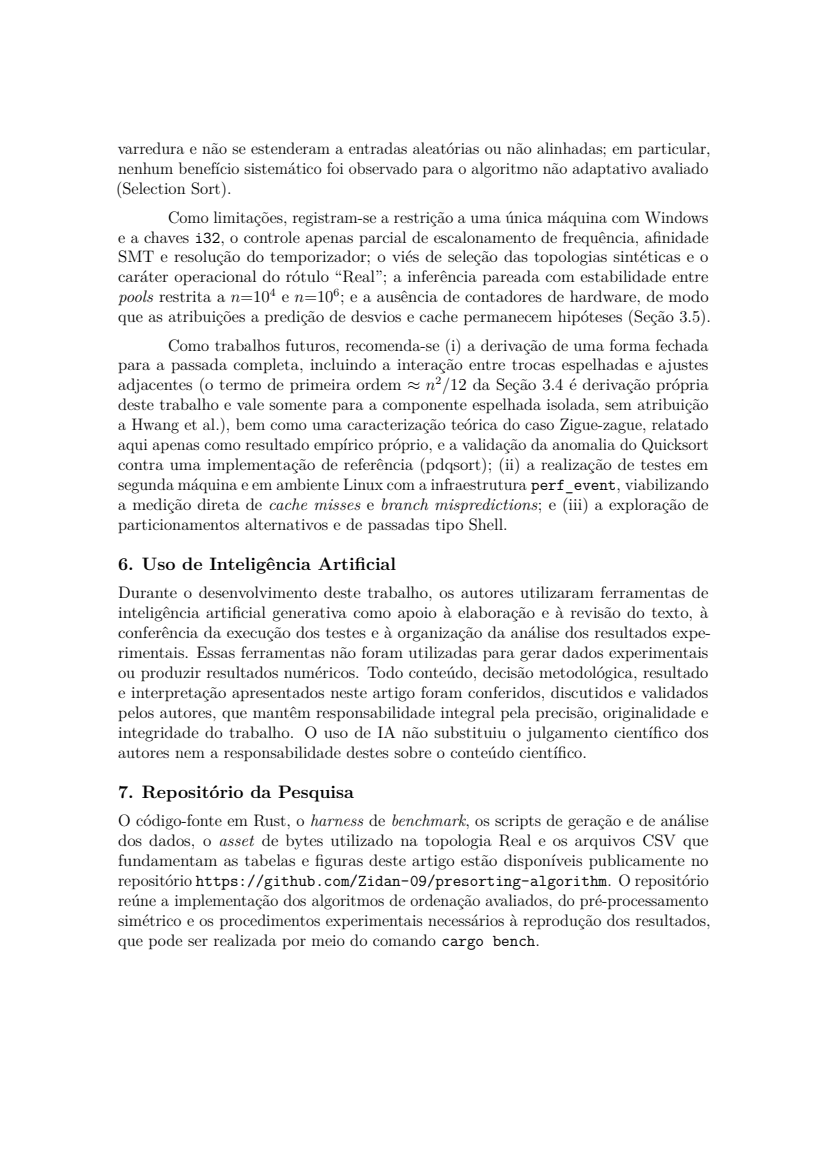 varredura e não se estenderam a entradas aleatórias ou não alinhadas; em particular,
nenhum benefício sistemático foi observado para o algoritmo não adaptativo avaliado
(Selection Sort).
Como limitações, registram-se a restrição a uma única máquina com Windows
e a chaves i32, o controle apenas parcial de escalonamento de frequência, afinidade
SMT e resolução do temporizador; o viés de seleção das topologias sintéticas e o
caráter operacional do rótulo “Real”; a inferência pareada com estabilidade entre
pools restrita a n=10⁴ e n=10⁶; e a ausência de contadores de hardware, de modo
que as atribuições a predição de desvios e cache permanecem hipóteses (Seção 3.5).
Como trabalhos futuros, recomenda-se (i) a derivação de uma forma fechada
para a passada completa, incluindo a interação entre trocas espelhadas e ajustes
adjacentes (o termo de primeira ordem ≈ n²/12 da Seção 3.4 é derivação própria
deste trabalho e vale somente para a componente espelhada isolada, sem atribuição
a Hwang et al.), bem como uma caracterização teórica do caso Zigue-zague, relatado
aqui apenas como resultado empírico próprio, e a validação da anomalia do Quicksort
contra uma implementação de referência (pdqsort); (ii) a realização de testes em
segunda máquina e em ambiente Linux com a infraestrutura perf_event, viabilizando
a medição direta de cache misses e branch mispredictions; e (iii) a exploração de
particionamentos alternativos e de passadas tipo Shell.
6. Uso de Inteligência Artificial
Durante o desenvolvimento deste trabalho, os autores utilizaram ferramentas de
inteligência artificial generativa como apoio à elaboração e à revisão do texto, à
conferência da execução dos testes e à organização da análise dos resultados expe-
rimentais. Essas ferramentas não foram utilizadas para gerar dados experimentais
ou produzir resultados numéricos. Todo conteúdo, decisão metodológica, resultado
e interpretação apresentados neste artigo foram conferidos, discutidos e validados
pelos autores, que mantêm responsabilidade integral pela precisão, originalidade e
integridade do trabalho. O uso de IA não substituiu o julgamento científico dos
autores nem a responsabilidade destes sobre o conteúdo científico.
7. Repositório da Pesquisa
O código-fonte em Rust, o harness de benchmark, os scripts de geração e de análise
dos dados, o asset de bytes utilizado na topologia Real e os arquivos CSV que
fundamentam as tabelas e figuras deste artigo estão disponíveis publicamente no
repositório https://github.com/Zidan-09/presorting-algorithm. O repositório
reúne a implementação dos algoritmos de ordenação avaliados, do pré-processamento
simétrico e os procedimentos experimentais necessários à reprodução dos resultados,
que pode ser realizada por meio do comando cargo bench.